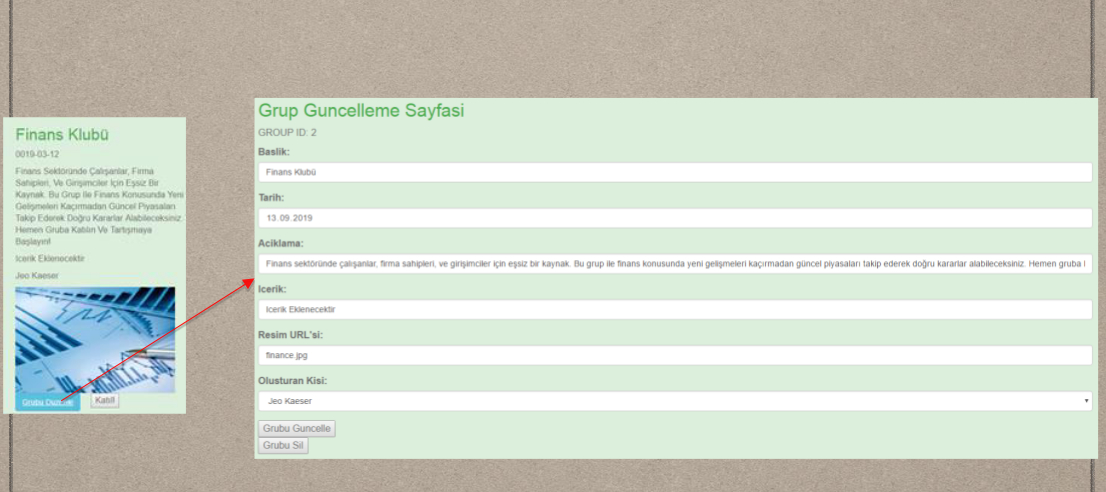 Finans Klubü
0019-03-12
Finans Sektöründe Çalışanlar, Firma
Sahipleri, Ve Girişimciler İçin Eşsiz Bir
Kaynak. Bu Grup Ile Finans Konusunda Yeni
Gelişmeleri Kaçırmadan Güncel Piyasaları
Takip Ederek Doğru Kararlar Alabileceksiniz.
Hemen Gruba Katılın Ve Tartışmaya
Başlayın!
Icerik Eklenecektir
Jeo Kaeser
Grubu Duzenle
Katıl!
Grup Guncelleme Sayfasi
GROUP ID: 2
Baslik:
Finans Klubü
Tarih:
13.09.2019
Aciklama:
Finans sektöründe çalışanlar, firma sahipleri, ve girişimciler için eşsiz bir kaynak. Bu grup ile finans konusunda yeni gelişmeleri kaçırmadan güncel piyasaları takip ederek doğru kararlar alabileceksiniz. Hemen gruba
Icerik:
Icerik Eklenecektir
Resim URL'si:
finance.jpg
Olusturan Kisi:
Jeo Kaeser
Grubu Guncelle
Grubu Sil